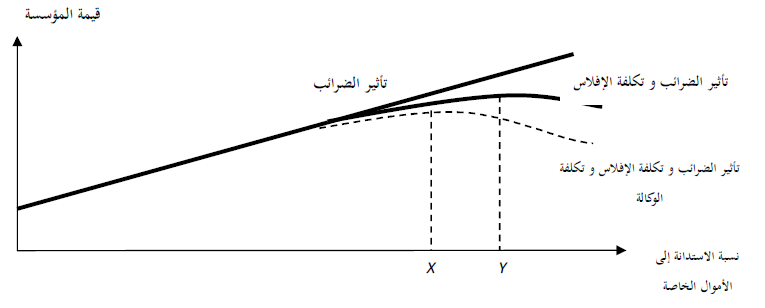 قيمة المؤسسة
تأثير الضرائب
تأثير الضرائب و تكلفة الإفلاس
تأثير الضرائب و تكلفة الإفلاس و تكلفة
الوكالة
نسبة الاستدانة إلى
الأموال الخاصة
X
Y